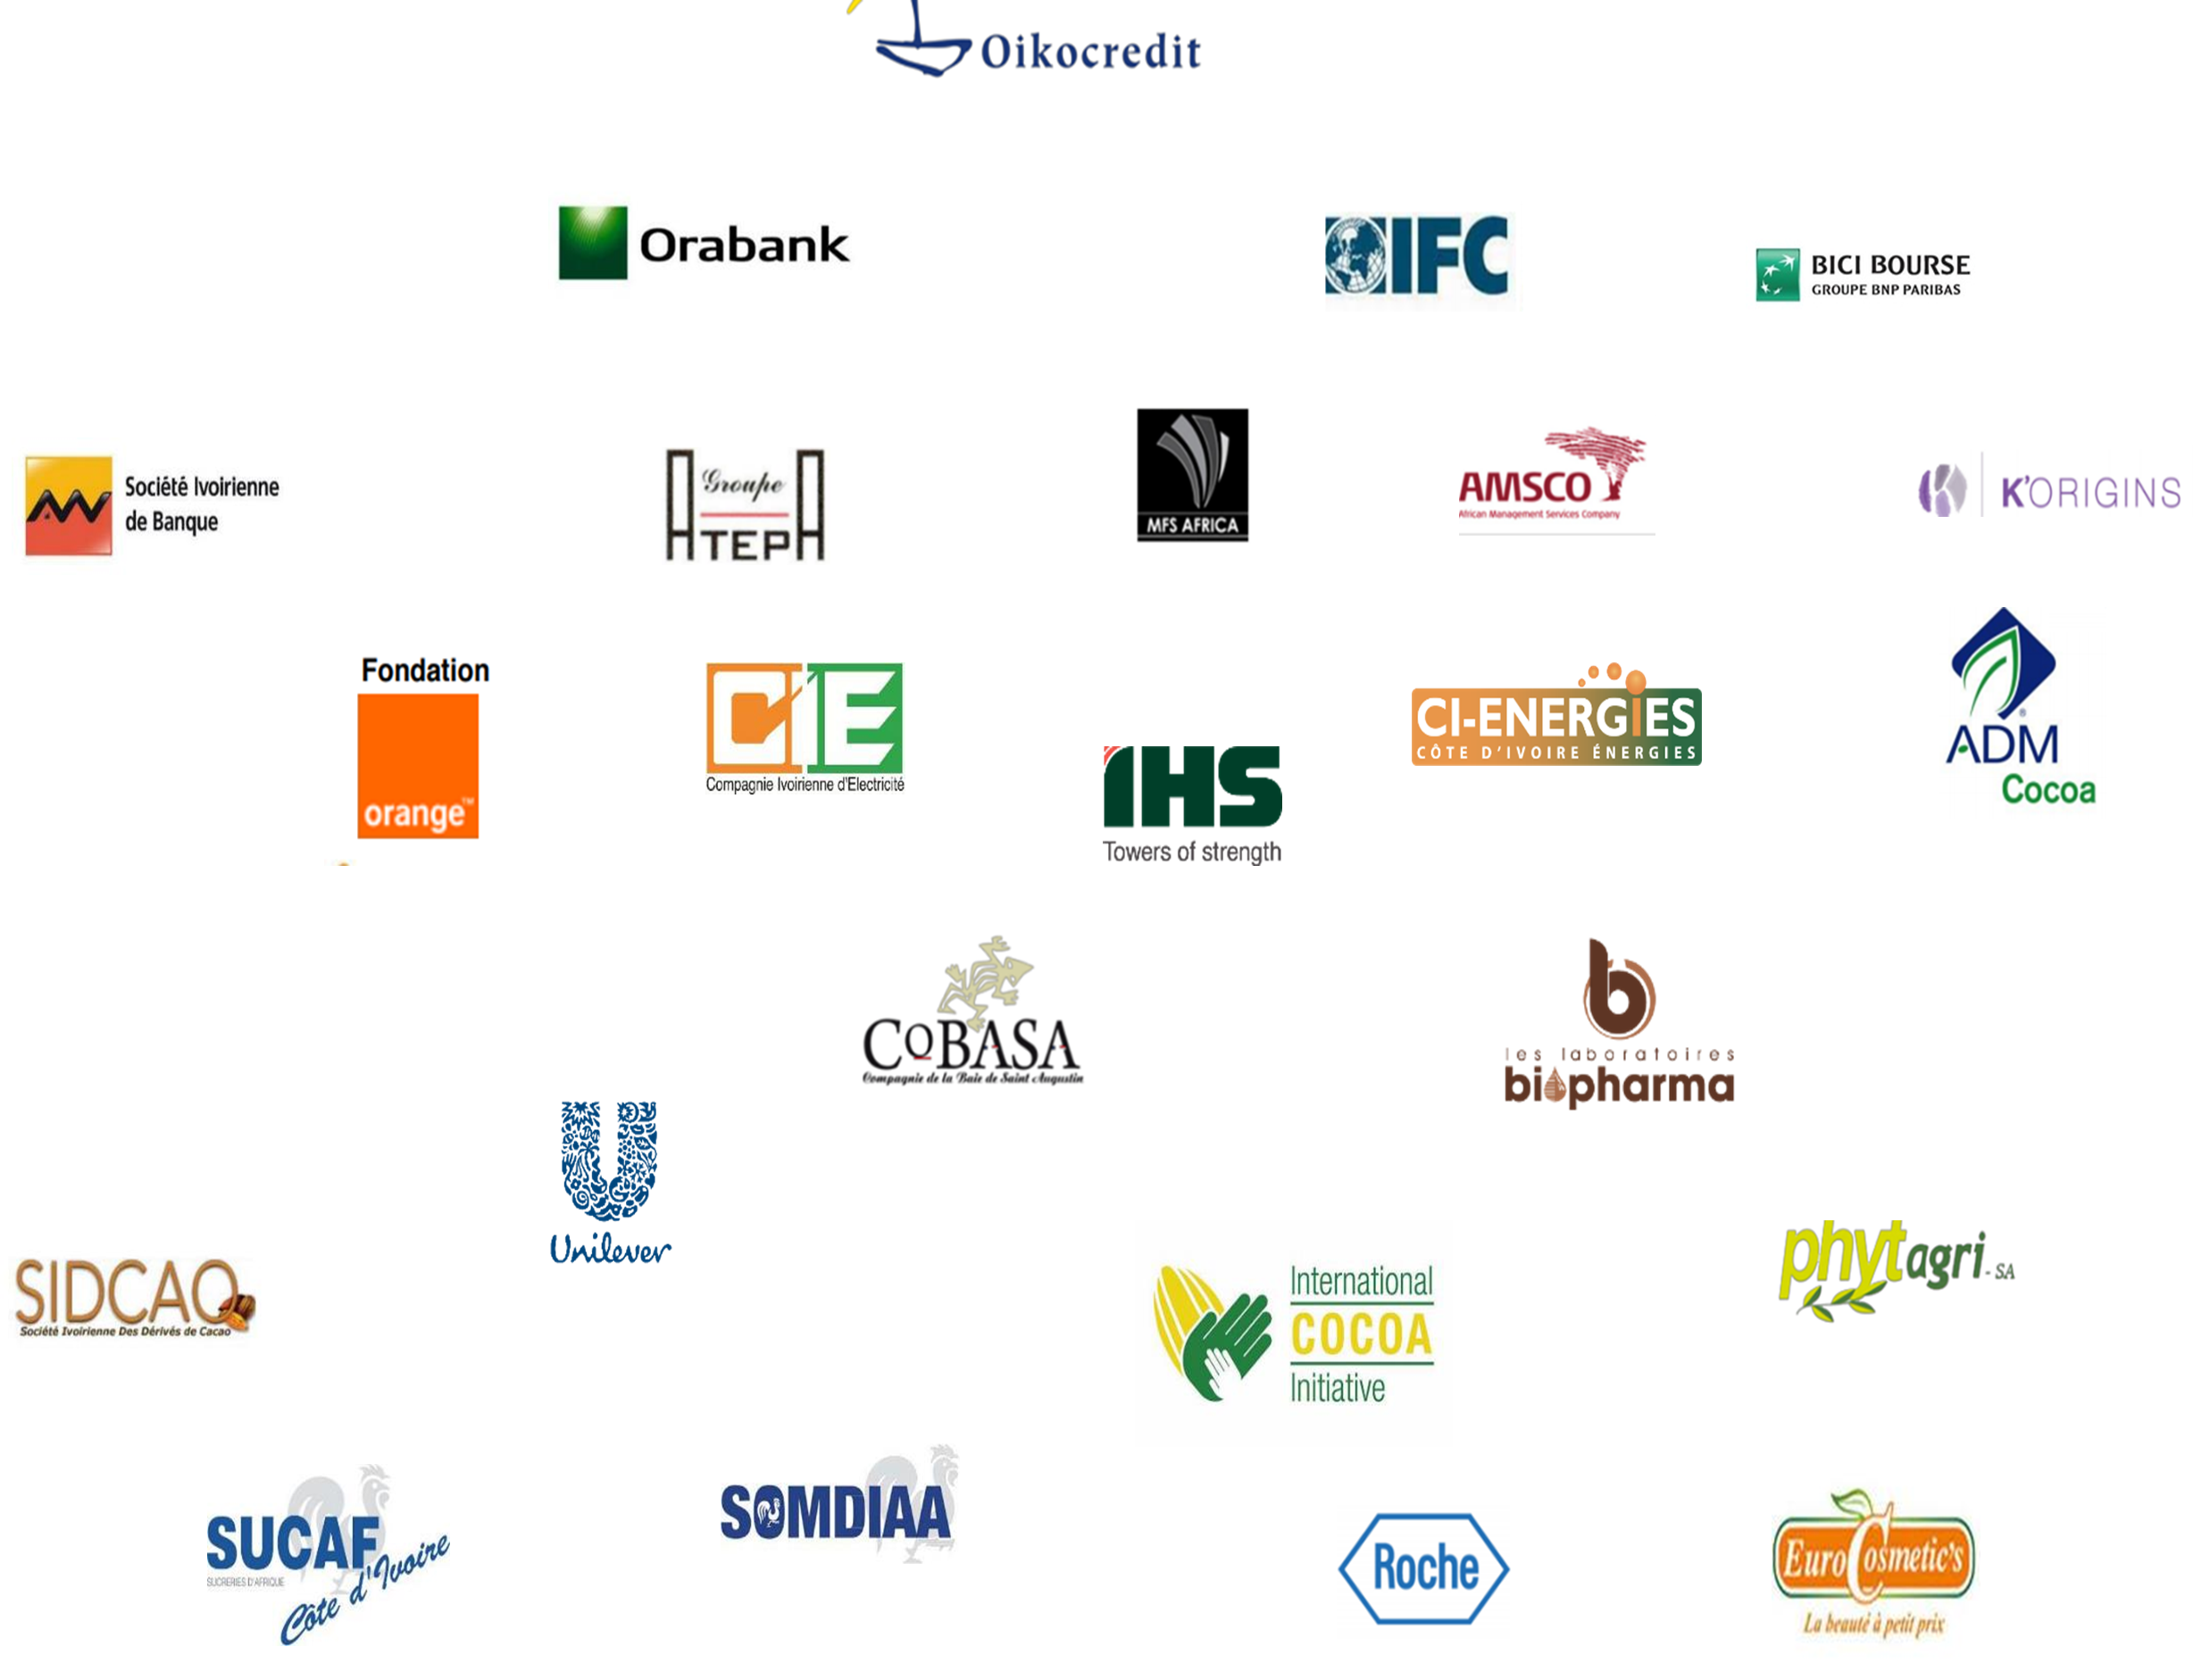 Oikocredit
Orabank
IFC
BICI BOURSE
GROUPE BNP PARIBAS
Société Ivoirienne
de Banque
Groupe
ATEPA
MFS AFRICA
AMSCO
African Management Services Company
K'ORIGINS
Fondation
orange™
CIE
Compagnie Ivoirienne d'Electricité
IHS
Towers of strength
CI-ENERGIES
CÔTE D'IVOIRE ÉNERGIES
ADM
®
Cocoa
COBASA
Compagnie de la Baie de Saint Augustin
b
les laboratoires
biopharma
U
Unilever
SIDCAO
Société Ivoirienne Des Dérivés de Cacao
International
COCOA
Initiative
phytagri-SA
SUCAF
SUCRERIES D'AFRIQUE
Côte d'Ivoire
SOMDIAA
Roche
EuroCosmetic's
La beauté à petit prix